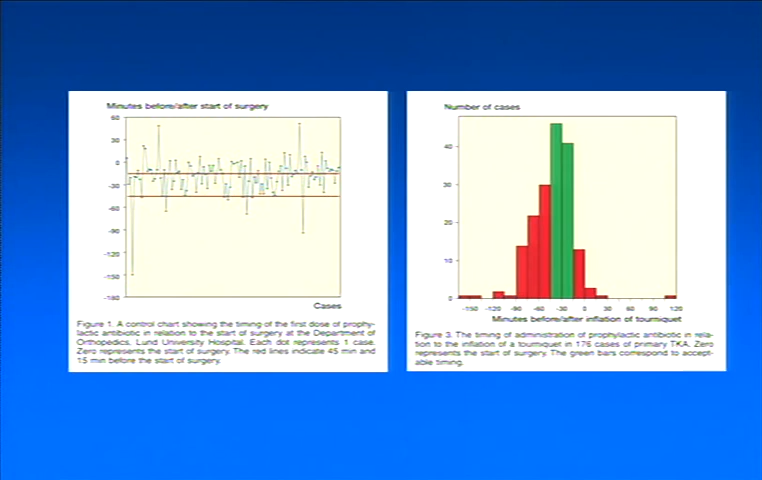 Minutes before/after start of surgery
60
30
0
-30
-60
-90
-120
-150
-180
Cases
Figure 1. A control chart showing the timing of the first dose of prophy-
lactic antibiotic in relation to the start of surgery at the Department of
Orthopedics, Lund University Hospital. Each dot represents 1 case.
Zero represents the start of surgery. The red lines indicate 45 min and
15 min before the start of surgery.
Number of cases
40
30
20
10
0
-150 -120 -90 -60 -30 0 30 60 90 120
Minutes before/after inflation of tourniquet
Figure 3. The timing of administration of prophylactic antibiotic in rela-
tion to the inflation of a tourniquet in 176 cases of primary TKA. Zero
represents the start of surgery. The green bars correspond to accept-
able timing.